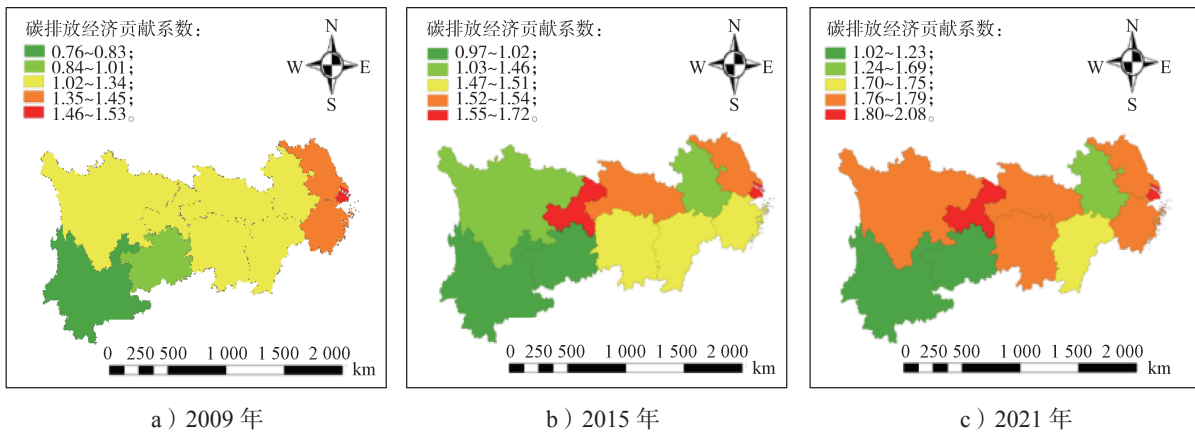 碳排放经济贡献系数：
0.76~0.83；
0.84~1.01；
1.02~1.34；
1.35~1.45；
1.46~1.53。
N
W
E
S
0 250 500 1 000 1 500 2 000
km
a）2009 年
碳排放经济贡献系数：
0.97~1.02；
1.03~1.46；
1.47~1.51；
1.52~1.54；
1.55~1.72。
N
W
E
S
0 250 500 1 000 1 500 2 000
km
b）2015 年
碳排放经济贡献系数：
1.02~1.23；
1.24~1.69；
1.70~1.75；
1.76~1.79；
1.80~2.08。
N
W
E
S
0 250 500 1 000 1 500 2 000
km
c）2021 年